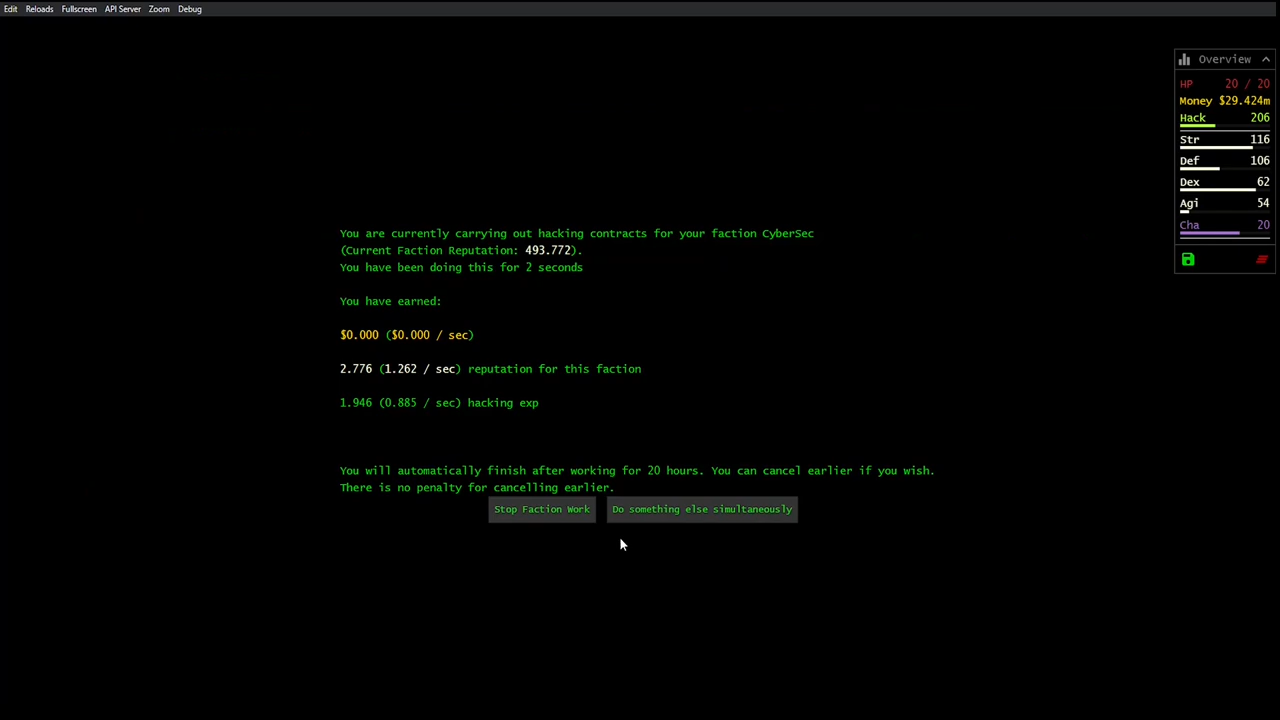 Edit Reloads Fullscreen API Server Zoom Debug
Overview
HP 20 / 20
Money $29.424m
Hack 206
Str 116
Def 106
Dex 62
Agi 54
Cha 20
You are currently carrying out hacking contracts for your faction CyberSec
(Current Faction Reputation: 493.772).
You have been doing this for 2 seconds
You have earned:
$0.000 ($0.000 / sec)
2.776 (1.262 / sec) reputation for this faction
1.946 (0.885 / sec) hacking exp
You will automatically finish after working for 20 hours. You can cancel earlier if you wish.
There is no penalty for cancelling earlier.
Stop Faction Work Do something else simultaneously